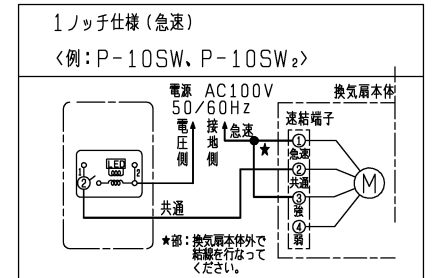 1ノッチ仕様(急速)
〈例:P-10SW、P-10SW₂〉
電源 AC100V
50/60Hz
換気扇本体
電圧側
接地側
急速
速結端子
★
①
急速
②
共通
③
強
④
弱
M
LED
1
2
②
共通
★部:換気扇本体外で
結線を行なって
ください。